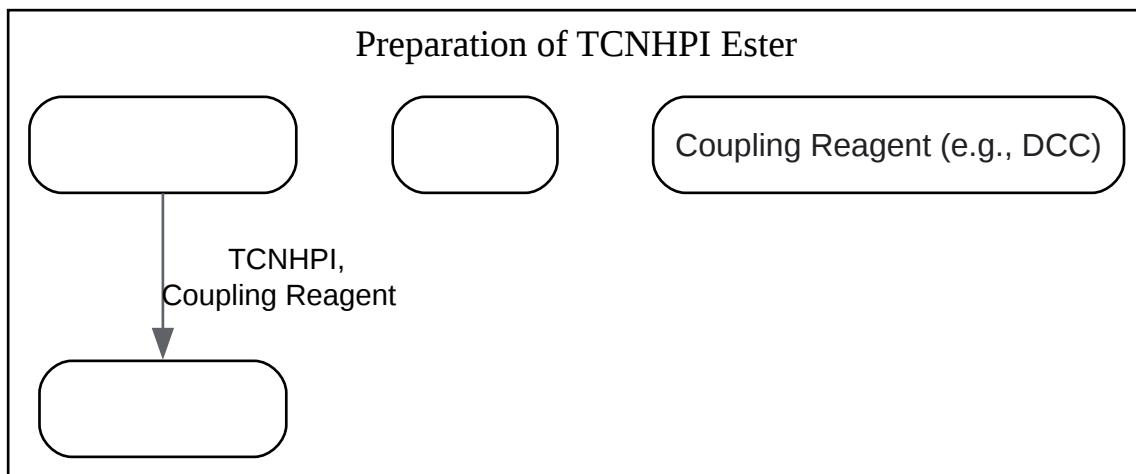 Preparation of TCNHPI Ester
Coupling Reagent (e.g., DCC)
TCNHPI,
Coupling Reagent